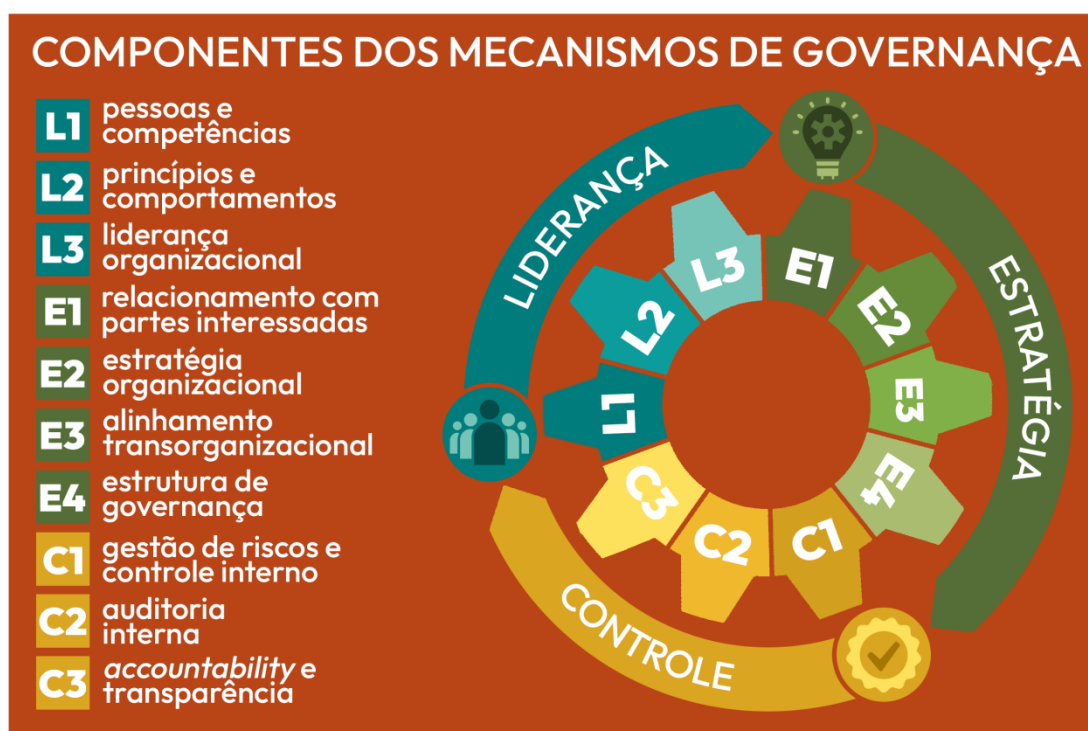 COMPONENTES DOS MECANISMOS DE GOVERNANÇA
L1 pessoas e
competências
L2 princípios e
comportamentos
L3 liderança
organizacional
E1 relacionamento com
partes interessadas
E2 estratégia
organizacional
E3 alinhamento
transorganizacional
E4 estrutura de
governança
C1 gestão de riscos e
controle interno
C2 auditoria
interna
C3 accountability e
transparência
LIDERANÇA
ESTRATÉGIA
CONTROLE
L1
L2
L3
E1
E2
E3
E4
C1
C2
C3